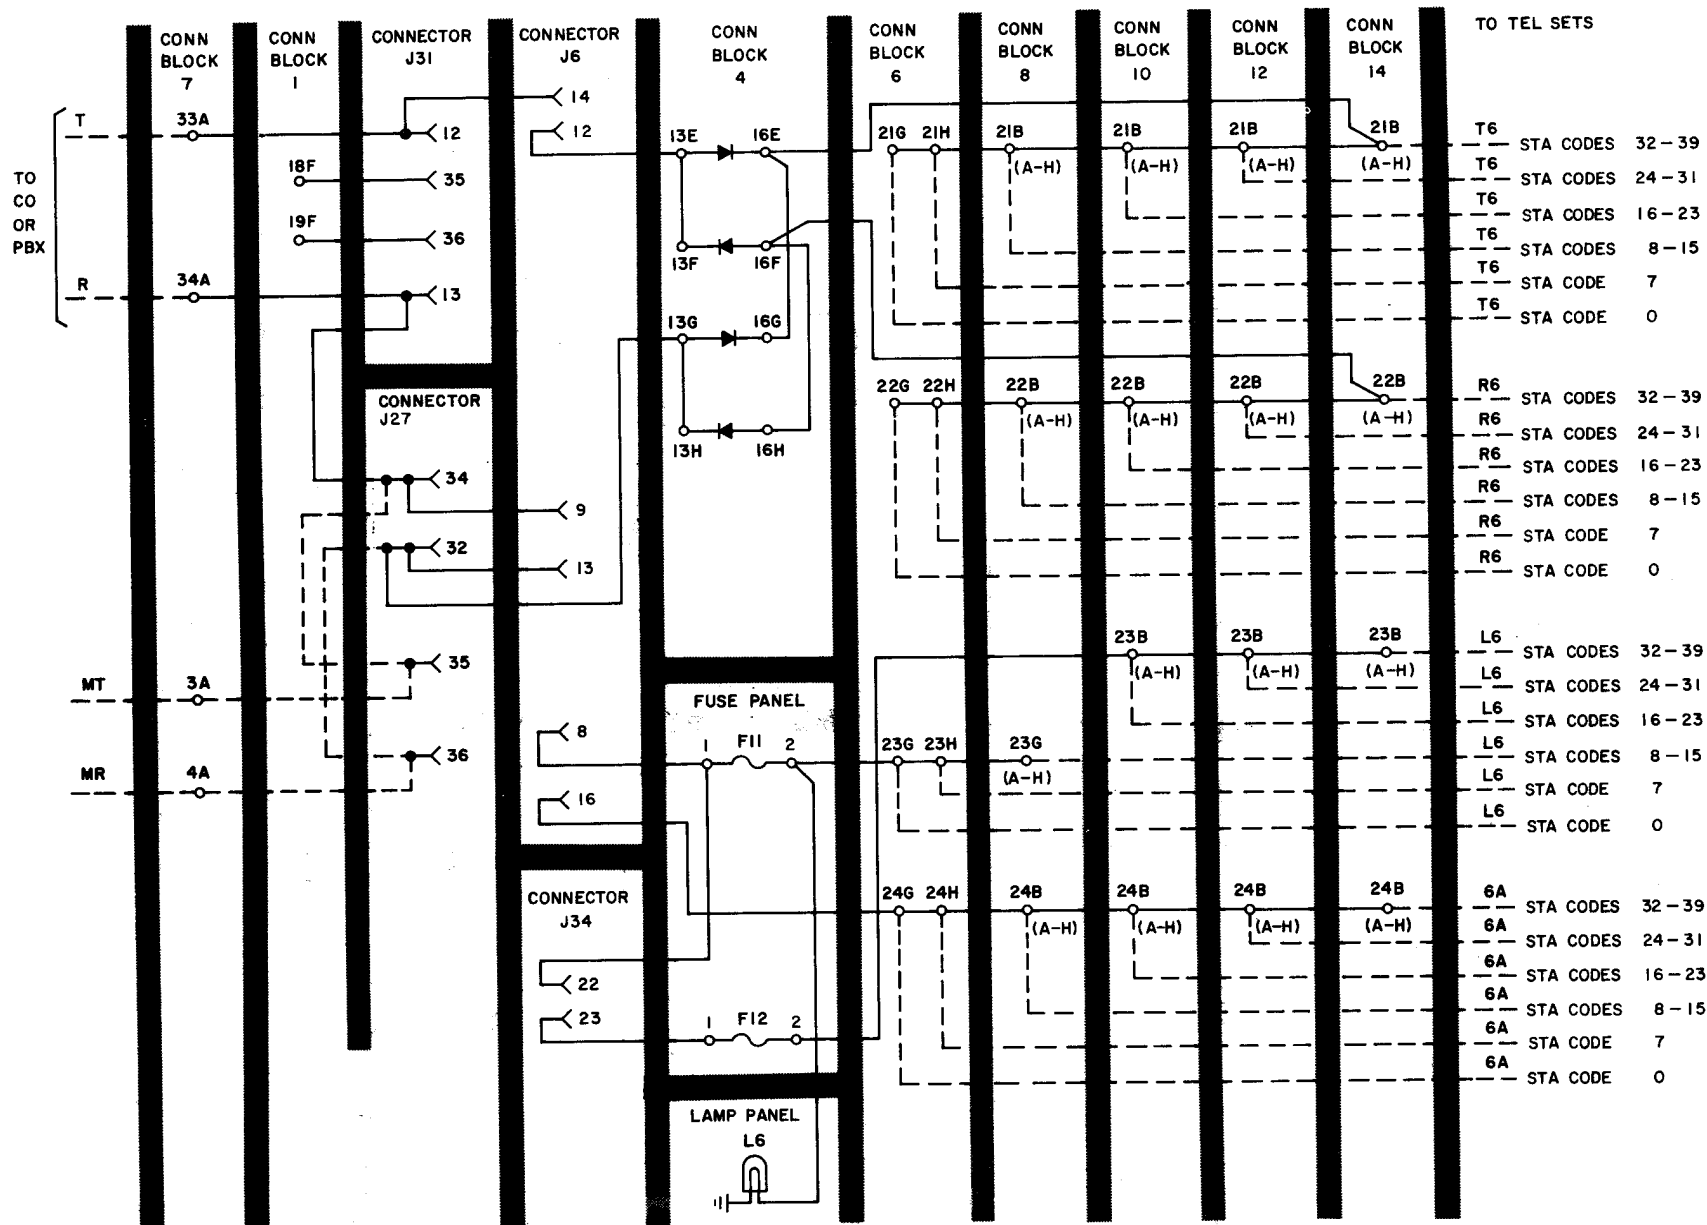 CONN
BLOCK
7
CONN
BLOCK
1
CONNECTOR
J31
CONNECTOR
J6
CONN
BLOCK
4
CONN
BLOCK
6
CONN
BLOCK
8
CONN
BLOCK
10
CONN
BLOCK
12
CONN
BLOCK
14
TO TEL SETS
TO
CO
OR
PBX
T
33A
12
14
12
18F
35
19F
36
R
34A
13
13E
16E
13F
16F
13G
16G
13H
16H
21G
21H
21B
(A-H)
21B
(A-H)
21B
(A-H)
21B
(A-H)
T6 STA CODES 32-39
T6 STA CODES 24-31
T6 STA CODES 16-23
T6 STA CODES 8-15
T6 STA CODE 7
T6 STA CODE 0
CONNECTOR
J27
34
9
32
13
22G
22H
22B
(A-H)
22B
(A-H)
22B
(A-H)
22B
(A-H)
R6 STA CODES 32-39
R6 STA CODES 24-31
R6 STA CODES 16-23
R6 STA CODES 8-15
R6 STA CODE 7
R6 STA CODE 0
MT
3A
35
MR
4A
36
FUSE PANEL
8
1
F11
2
16
23G
23H
23G
(A-H)
23B
(A-H)
23B
(A-H)
23B
(A-H)
L6 STA CODES 32-39
L6 STA CODES 24-31
L6 STA CODES 16-23
L6 STA CODES 8-15
L6 STA CODE 7
L6 STA CODE 0
CONNECTOR
J34
22
23
1
F12
2
24G
24H
24B
(A-H)
24B
(A-H)
24B
(A-H)
24B
(A-H)
6A STA CODES 32-39
6A STA CODES 24-31
6A STA CODES 16-23
6A STA CODES 8-15
6A STA CODE 7
6A STA CODE 0
LAMP PANEL
L6